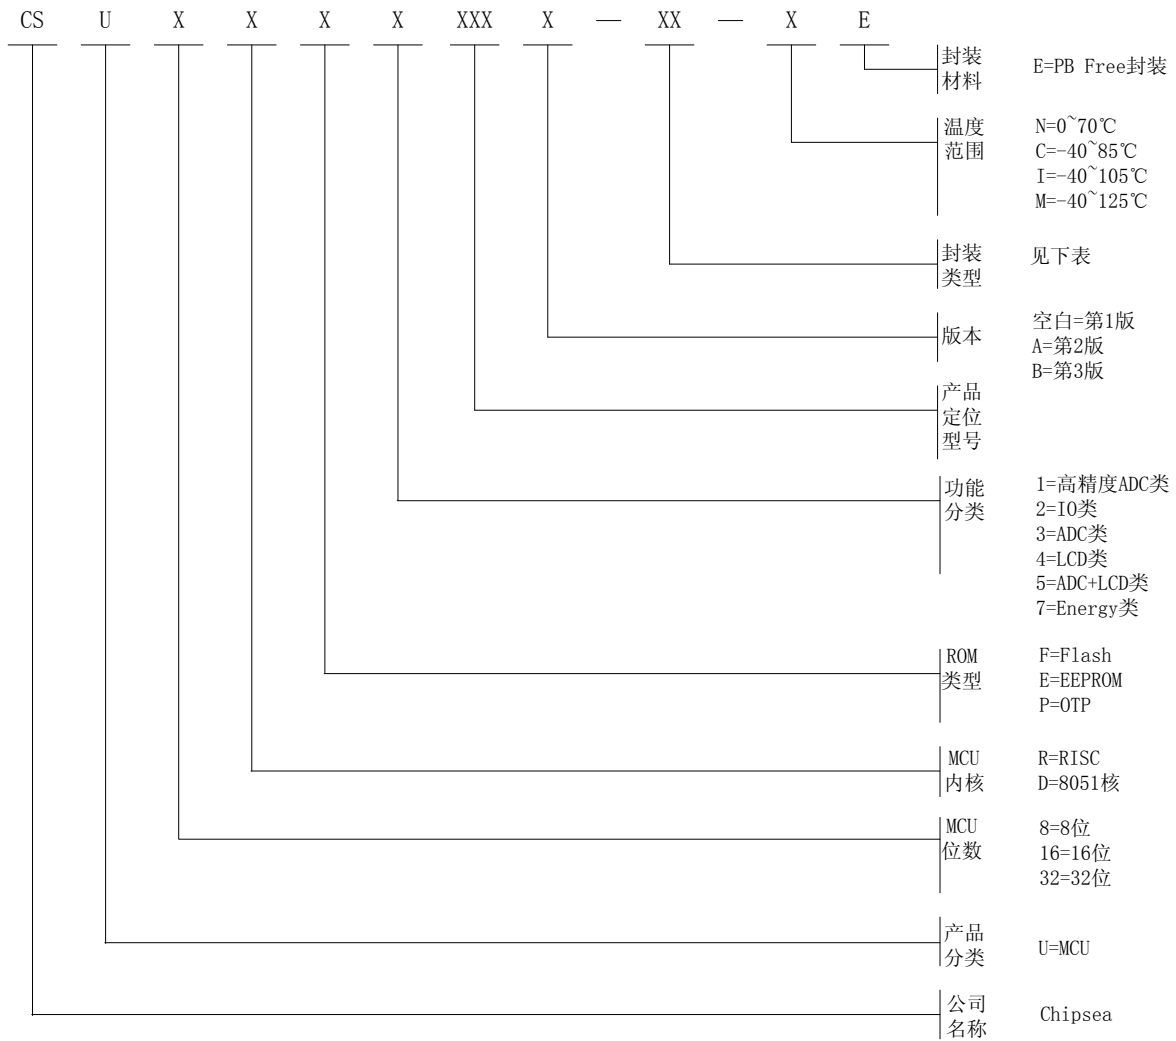 CS U X X X X XXX X — XX — X E
封装
材料
E=PB Free封装
温度
范围
N=0~70℃
C=-40~85℃
I=-40~105℃
M=-40~125℃
封装
类型
见下表
版本
空白=第1版
A=第2版
B=第3版
产品
定位
型号
功能
分类
1=高精度ADC类
2=IO类
3=ADC类
4=LCD类
5=ADC+LCD类
7=Energy类
ROM
类型
F=Flash
E=EEPROM
P=OTP
MCU
内核
R=RISC
D=8051核
MCU
位数
8=8位
16=16位
32=32位
产品
分类
U=MCU
公司
名称
Chipsea